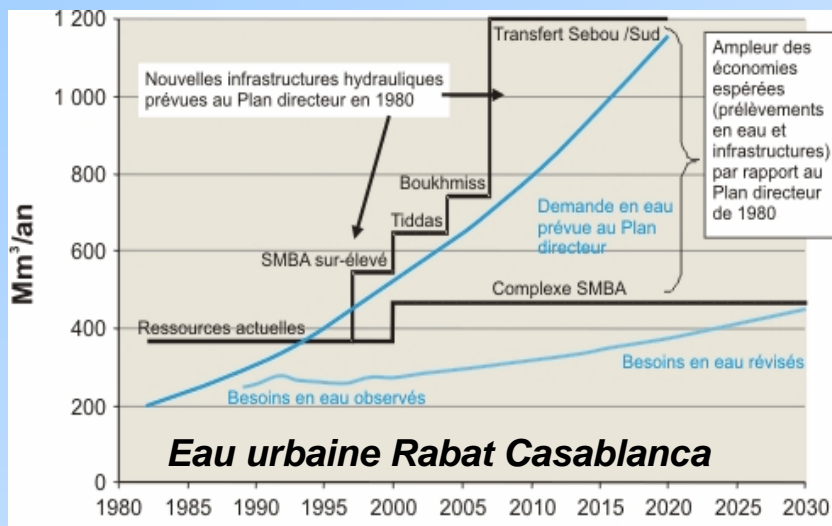 1 200
1 000
800
600
400
200
0
Mm³/an
Nouvelles infrastructures hydrauliques
prévues au Plan directeur en 1980
Transfert Sebou /Sud
Ampleur des
économies
espérées
(prélèvements
en eau et
infrastructures)
par rapport au
Plan directeur
de 1980
Boukhmiss
Tiddas
SMBA sur-élevé
Demande en eau
prévue au Plan
directeur
Complexe SMBA
Ressources actuelles
Besoins en eau révisés
Besoins en eau observés
Eau urbaine Rabat Casablanca
1980 1985 1990 1995 2000 2005 2010 2015 2020 2025 2030